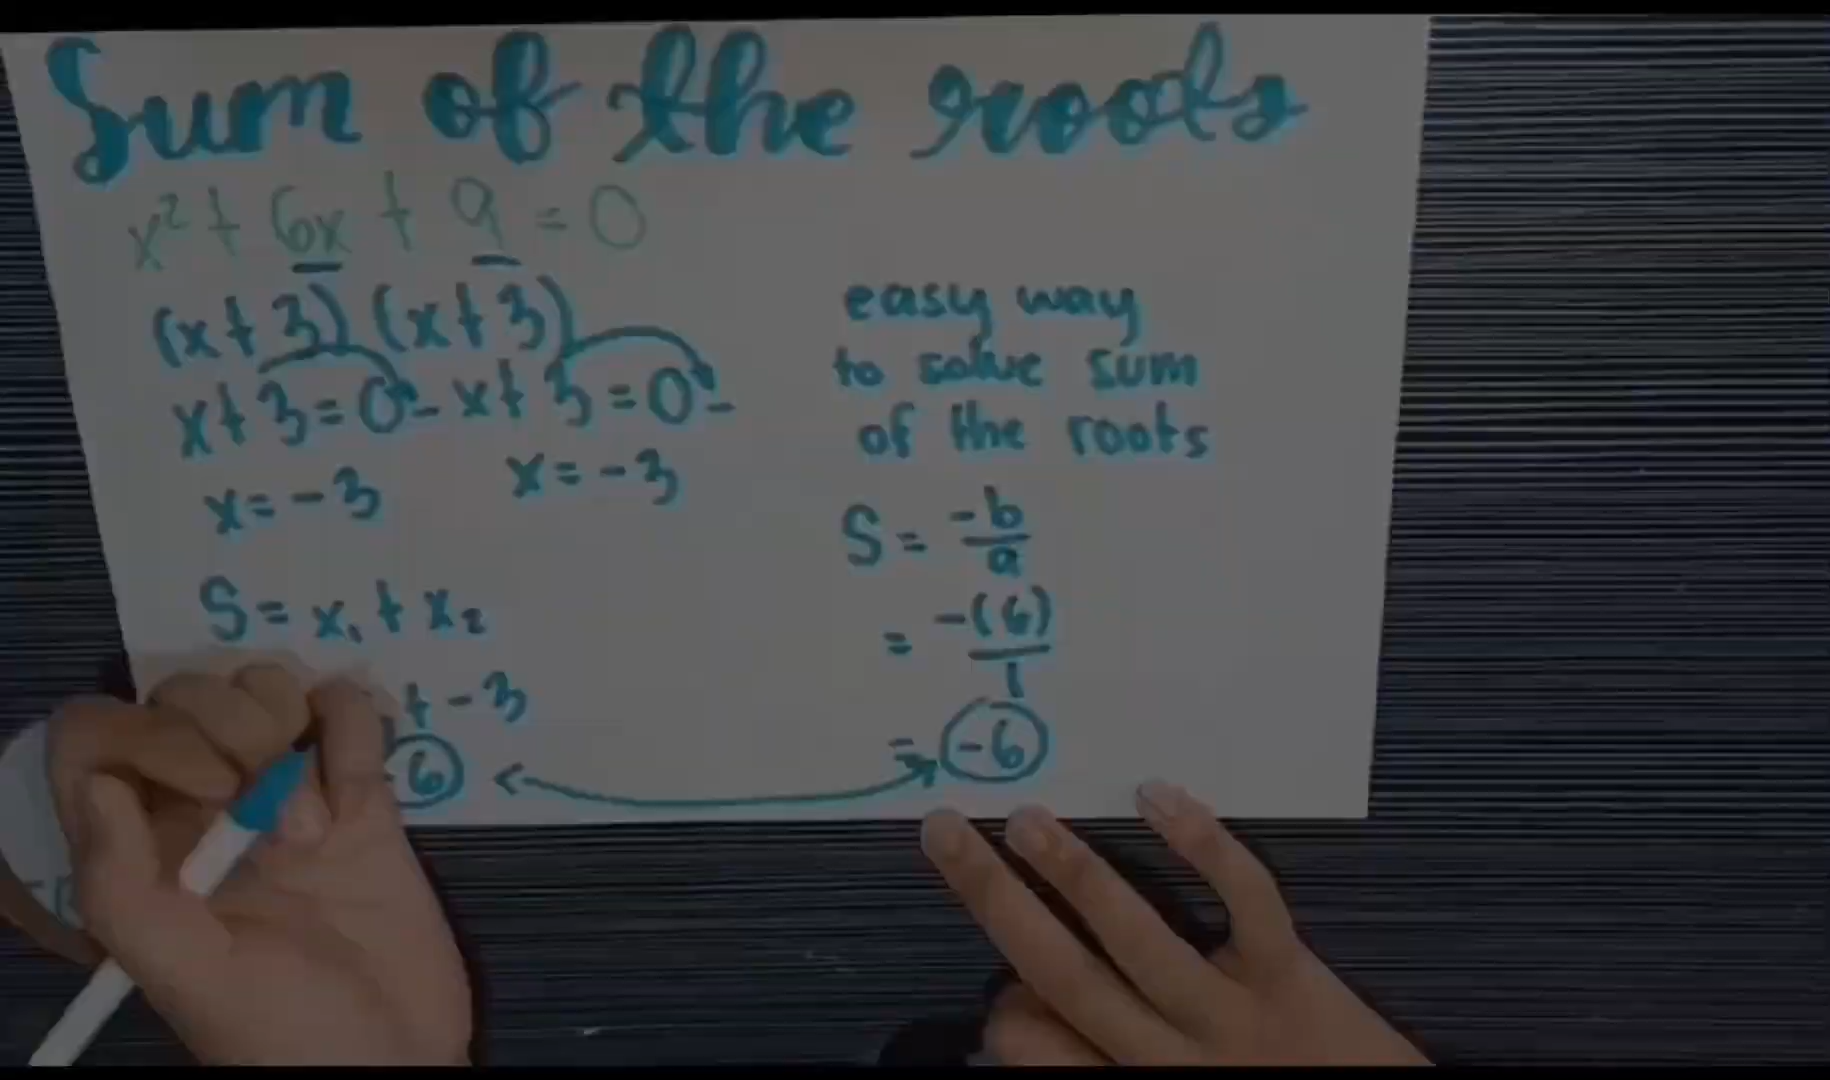 Sum of the roots
x² + 6x + 9 = 0
(x+3) (x+3)
x+3=0- x+3=0-
x=-3 x=-3
S= x₁ + x₂
+ -3
6
easy way
to solve sum
of the roots
S = -b/a
= -(6)/1
= -6